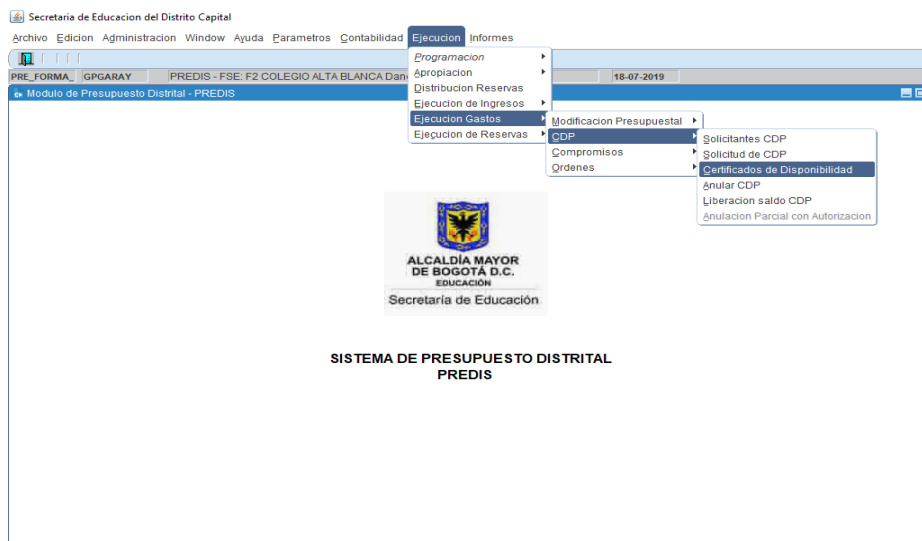 Secretaria de Educacion del Distrito Capital
Archivo Edicion Administracion Window Ayuda Parametros Contabilidad Ejecucion Informes
PRE_FORMA_ GPGARAY PREDIS - FSE: F2 COLEGIO ALTA BLANCA Dan 18-07-2019
Modulo de Presupuesto Distrital - PREDIS
Programacion
Apropiacion
Distribucion Reservas
Ejecucion de Ingresos
Ejecucion Gastos
Ejecucion de Reservas
Modificacion Presupuestal
CDP
Compromisos
Ordenes
Solicitantes CDP
Solicitud de CDP
Certificados de Disponibilidad
Anular CDP
Liberacion saldo CDP
Anulacion Parcial con Autorizacion
ALCALDÍA MAYOR
DE BOGOTÁ D.C.
EDUCACIÓN
Secretaría de Educación
SISTEMA DE PRESUPUESTO DISTRITAL
PREDIS